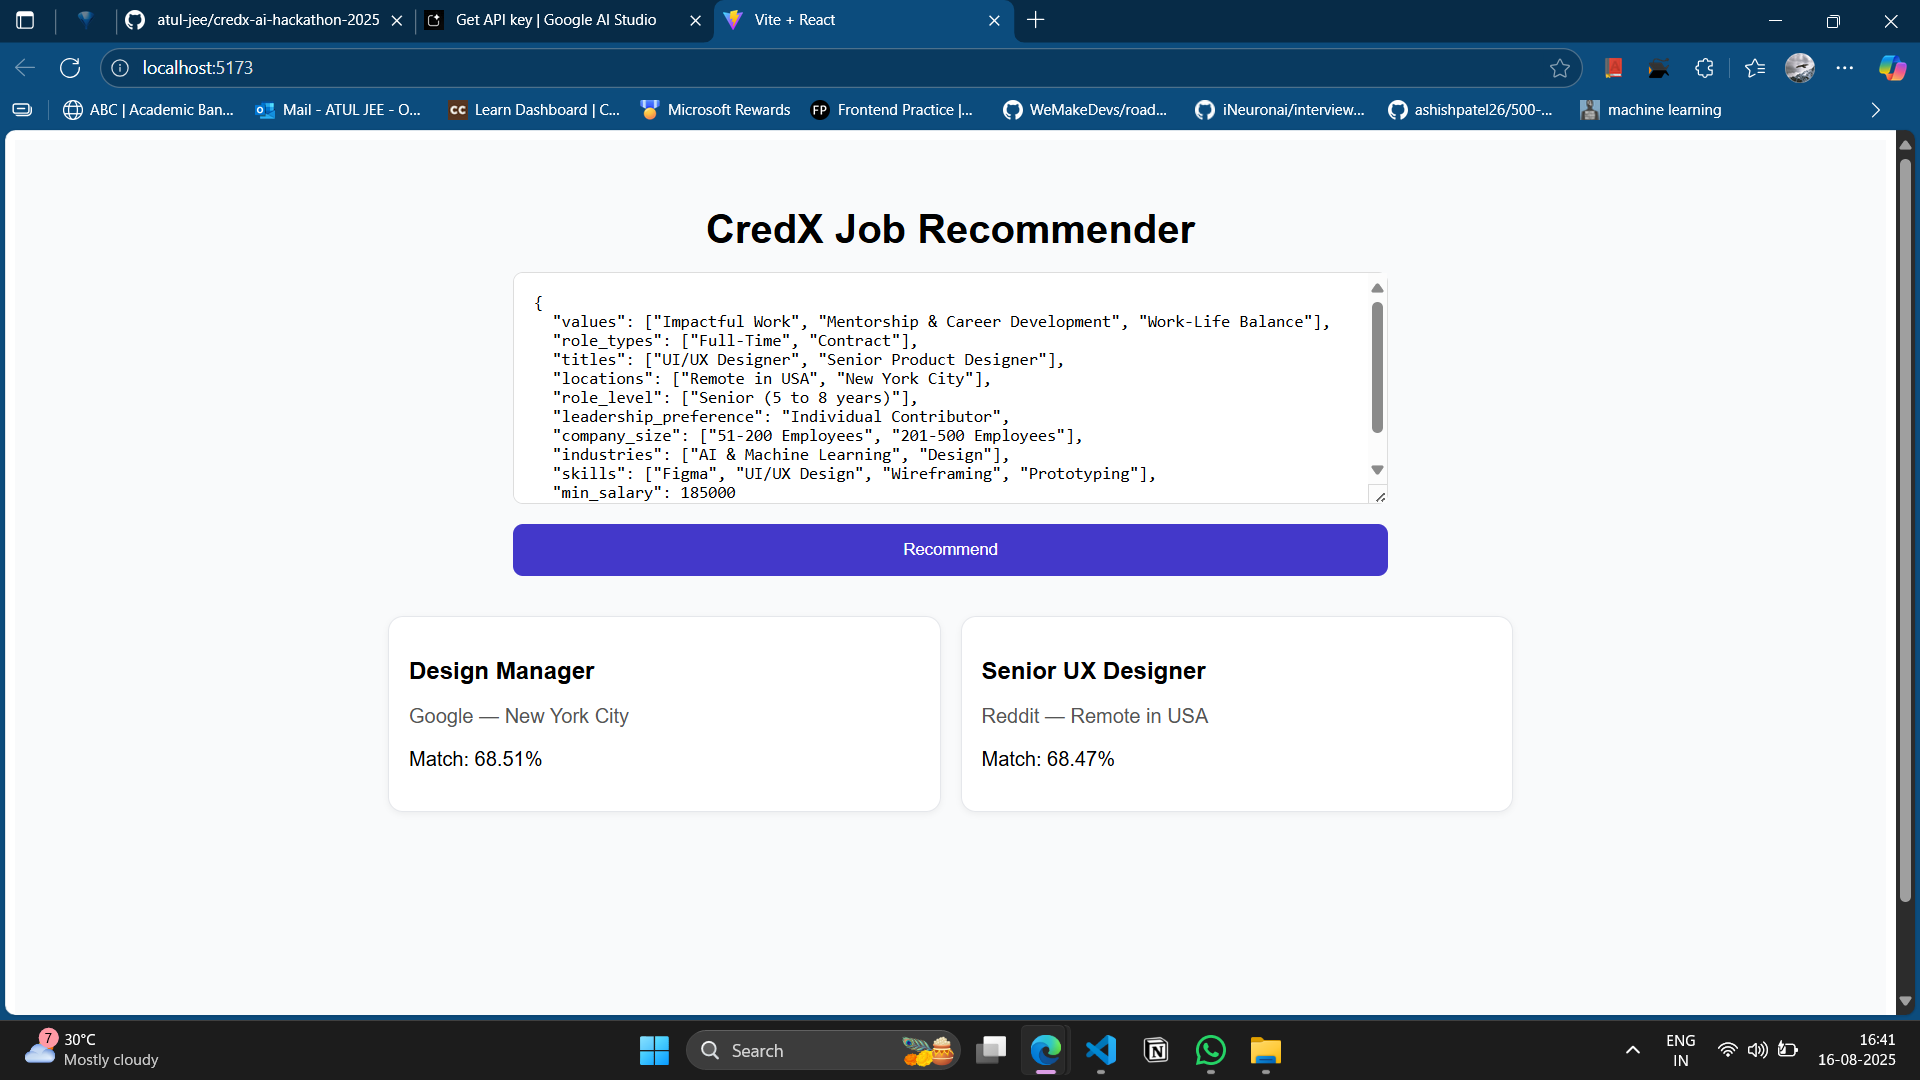 atul-jee/credx-ai-hackathon-2025
Get API key | Google AI Studio
Vite + React
localhost:5173
ABC | Academic Ban...
Mail - ATUL JEE - O...
CC Learn Dashboard | C...
Microsoft Rewards
FP Frontend Practice |...
WeMakeDevs/road...
iNeuronai/interview...
ashishpatel26/500-...
machine learning
CredX Job Recommender
{
"values": ["Impactful Work", "Mentorship & Career Development", "Work-Life Balance"],
"role_types": ["Full-Time", "Contract"],
"titles": ["UI/UX Designer", "Senior Product Designer"],
"locations": ["Remote in USA", "New York City"],
"role_level": ["Senior (5 to 8 years)"],
"leadership_preference": "Individual Contributor",
"company_size": ["51-200 Employees", "201-500 Employees"],
"industries": ["AI & Machine Learning", "Design"],
"skills": ["Figma", "UI/UX Design", "Wireframing", "Prototyping"],
"min_salary": 185000
Recommend
Design Manager
Google — New York City
Match: 68.51%
Senior UX Designer
Reddit — Remote in USA
Match: 68.47%
7
30°C
Mostly cloudy
Search
ENG
IN
16:41
16-08-2025